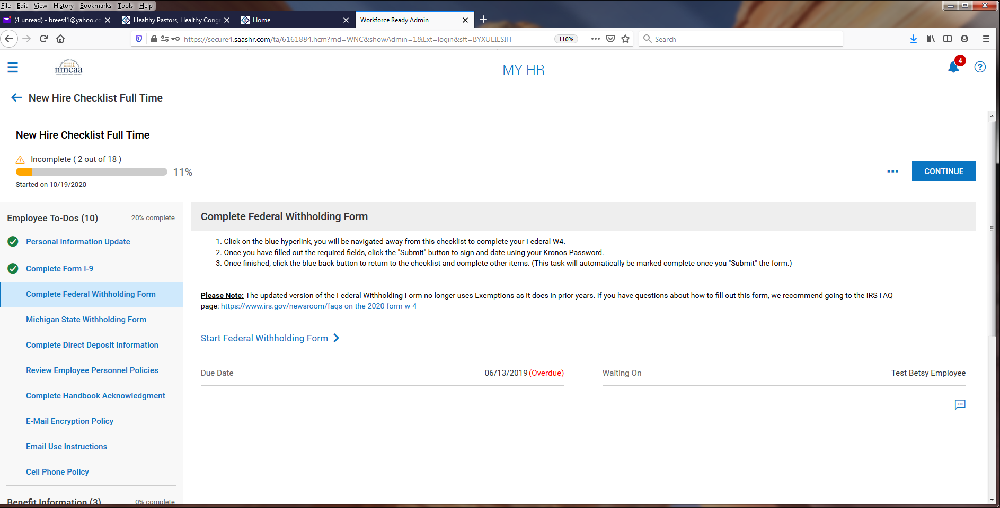 File Edit View History Bookmarks Tools Help
(4 unread) - brees41@yahoo.co
Healthy Pastors, Healthy Congr
Home
Workforce Ready Admin
https://secure4.saashr.com/ta/6161884.hcm?rnd=WNC&showAdmin=1&Ext=login&sft=BYXUEIESIH
110%
Search
nmcaa
MY HR
4
?
New Hire Checklist Full Time
New Hire Checklist Full Time
Incomplete ( 2 out of 18 )
11%
Started on 10/19/2020
CONTINUE
Employee To-Dos (10)
20% complete
Personal Information Update
Complete Form I-9
Complete Federal Withholding Form
Michigan State Withholding Form
Complete Direct Deposit Information
Review Employee Personnel Policies
Complete Handbook Acknowledgment
E-Mail Encryption Policy
Email Use Instructions
Cell Phone Policy
Benefit Information (3)
0% complete
Complete Federal Withholding Form
1. Click on the blue hyperlink, you will be navigated away from this checklist to complete your Federal W4.
2. Once you have filled out the required fields, click the "Submit" button to sign and date using your Kronos Password.
3. Once finished, click the blue back button to return to the checklist and complete other items. (This task will automatically be marked complete once you "Submit" the form.)
Please Note: The updated version of the Federal Withholding Form no longer uses Exemptions as it does in prior years. If you have questions about how to fill out this form, we recommend going to the IRS FAQ
page: https://www.irs.gov/newsroom/faqs-on-the-2020-form-w-4
Start Federal Withholding Form
Due Date
06/13/2019 (Overdue)
Waiting On
Test Betsy Employee